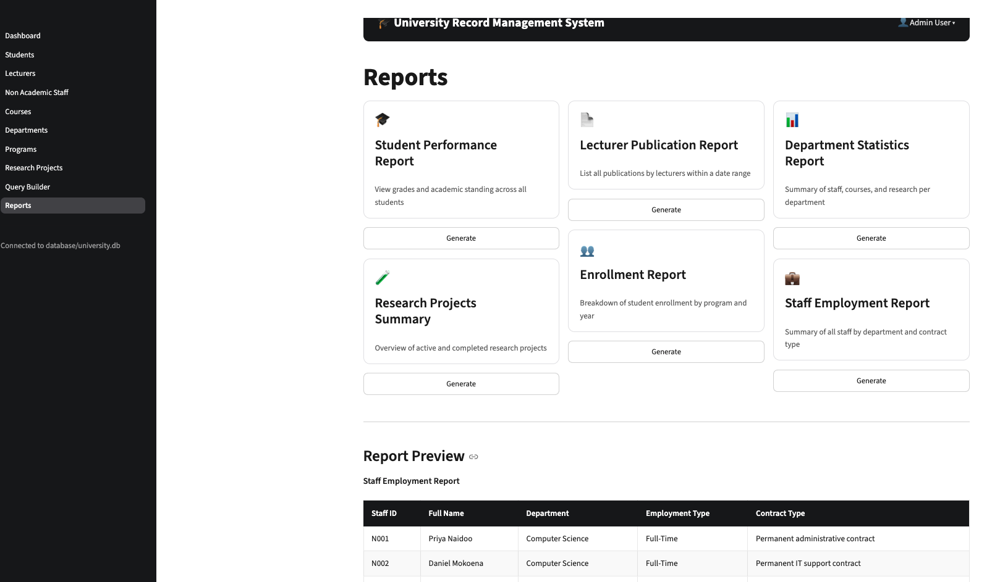 Dashboard
Students
Lecturers
Non Academic Staff
Courses
Departments
Programs
Research Projects
Query Builder
Reports
Connected to database/university.db
University Record Management System
Admin User
Reports
Student Performance
Report
View grades and academic standing across all
students
Generate
Lecturer Publication Report
List all publications by lecturers within a date range
Generate
Department Statistics
Report
Summary of staff, courses, and research per
department
Generate
Research Projects
Summary
Overview of active and completed research projects
Generate
Enrollment Report
Breakdown of student enrollment by program and
year
Generate
Staff Employment Report
Summary of all staff by department and contract
type
Generate
Report Preview
Staff Employment Report
Staff ID Full Name Department Employment Type Contract Type
N001 Priya Naidoo Computer Science Full-Time Permanent administrative contract
N002 Daniel Mokoena Computer Science Full-Time Permanent IT support contract